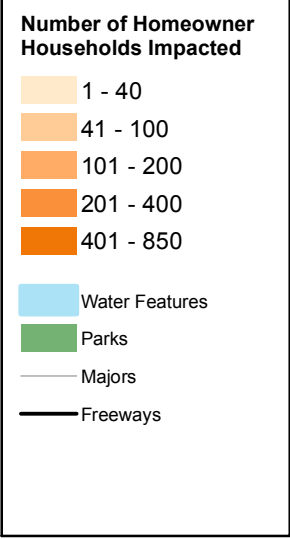 Number of Homeowner
Households Impacted
1 - 40
41 - 100
101 - 200
201 - 400
401 - 850
Water Features
Parks
Majors
Freeways